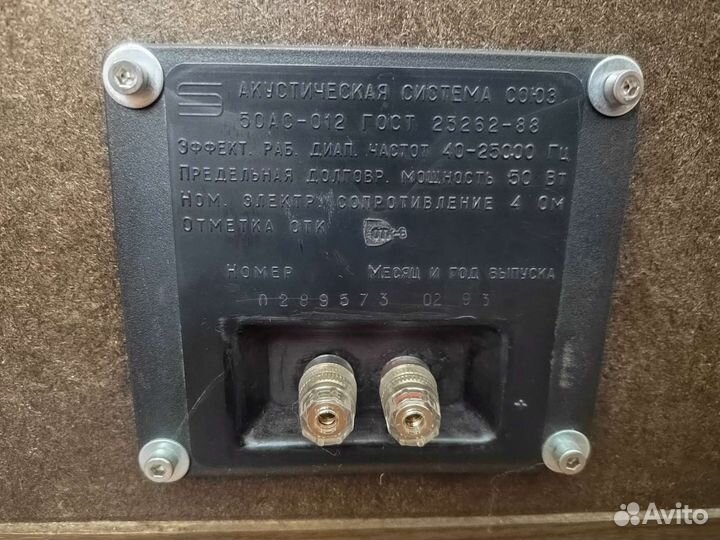 АКУСТИЧЕСКАЯ СИСТЕМА СОЮЗ
50АС-012 ГОСТ 23262-88
ЭФФЕКТ. РАБ. ДИАП. ЧАСТОТ 40-25000 ГЦ
ПРЕДЕЛЬНАЯ ДОЛГОВР. МОЩНОСТЬ 50 ВТ
НОМ. ЭЛЕКТР. СОПРОТИВЛЕНИЕ 4 ОМ
ОТМЕТКА ОТК
НОМЕР МЕСЯЦ И ГОД ВЫПУСКА
0289573 02 93
Avito